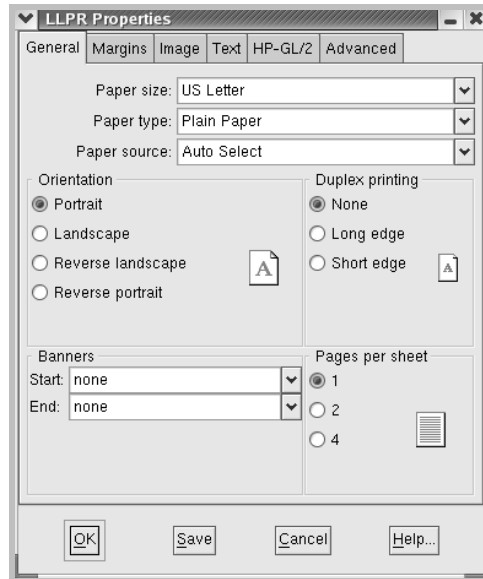 LLPR Properties
General Margins Image Text HP-GL/2 Advanced
Paper size: US Letter
Paper type: Plain Paper
Paper source: Auto Select
Orientation
Portrait
Landscape
Reverse landscape
Reverse portrait
A
Duplex printing
None
Long edge
Short edge
A
Banners
Start: none
End: none
Pages per sheet
1
2
4
OK Save Cancel Help...